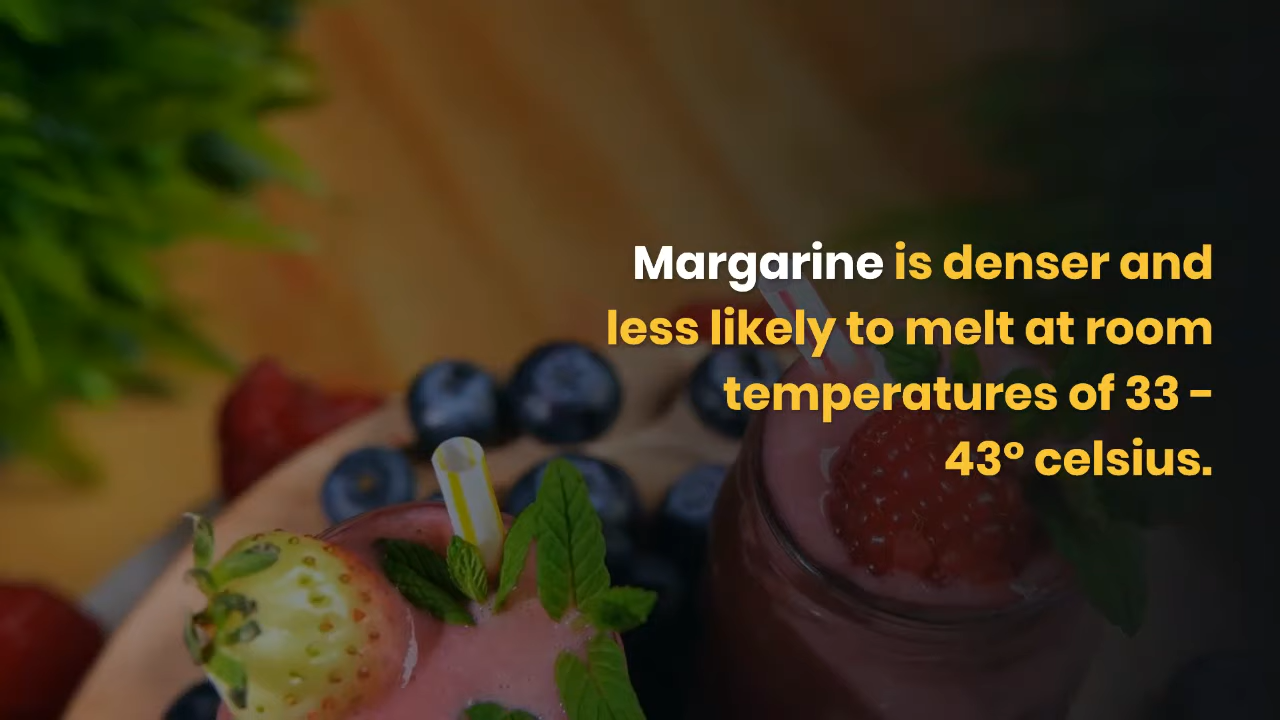 Margarine is denser and
less likely to melt at room
temperatures of 33 -
43° celsius.